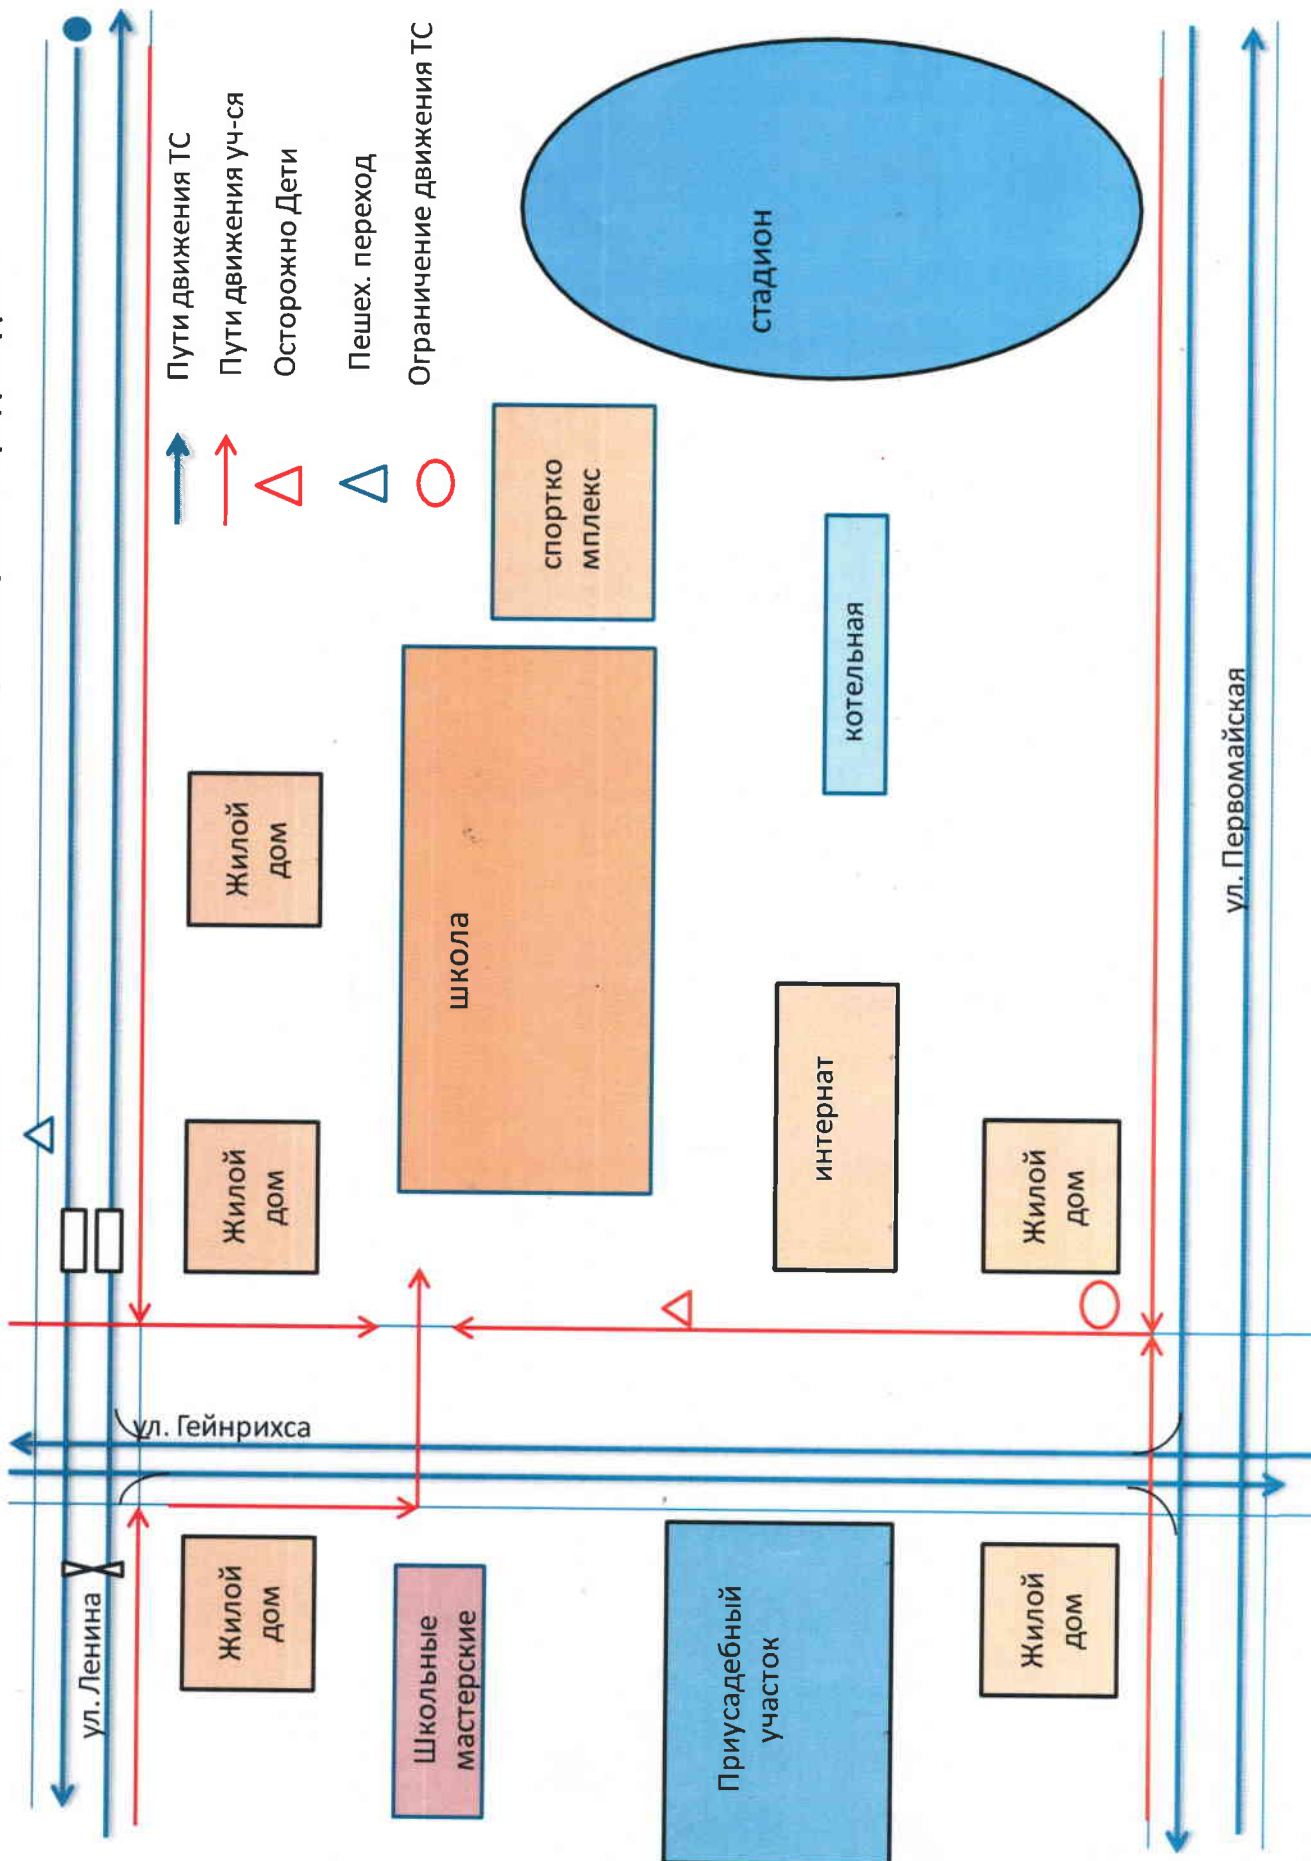 Пути движения ТС
Пути движения уч-ся
Осторожно Дети
Пешех. переход
Ограничение движения ТС
ул. Ленина
ул. Гейнрихса
Жилой
дом
Жилой
дом
Жилой
дом
Школьные
мастерские
школа
спортко
мплекс
стадион
Приусадебный
участок
интернат
котельная
Жилой
дом
Жилой
дом
ул. Первомайская